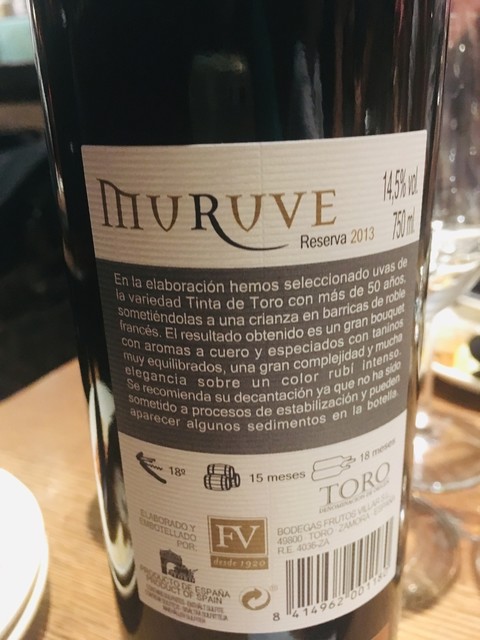 MURUVE
14,5% vol.
750 ml.
Reserva 2013
En la elaboración hemos seleccionado uvas de
la variedad Tinta de Toro con más de 50 años,
sometiéndolas a una crianza en barricas de roble
francés. El resultado obtenido es un gran bouquet
con aromas a cuero y especiados con taninos
muy equilibrados, una gran complejidad y mucha
elegancia sobre un color rubí intenso.
Se recomienda su decantación ya que no ha sido
sometido a procesos de estabilización y pueden
aparecer algunos sedimentos en la botella.
18º
15 meses
18 meses
TORO
ELABORADO Y
EMBOTELLADO
POR:
FV
desde 1920
BODEGAS FRUTOS VILLAR S.L.
49800 · TORO · ZAMORA · ESPAÑA
R.E. 4036-ZA
PRODUCTO DE ESPAÑA
PRODUCT OF SPAIN
8 414962 001